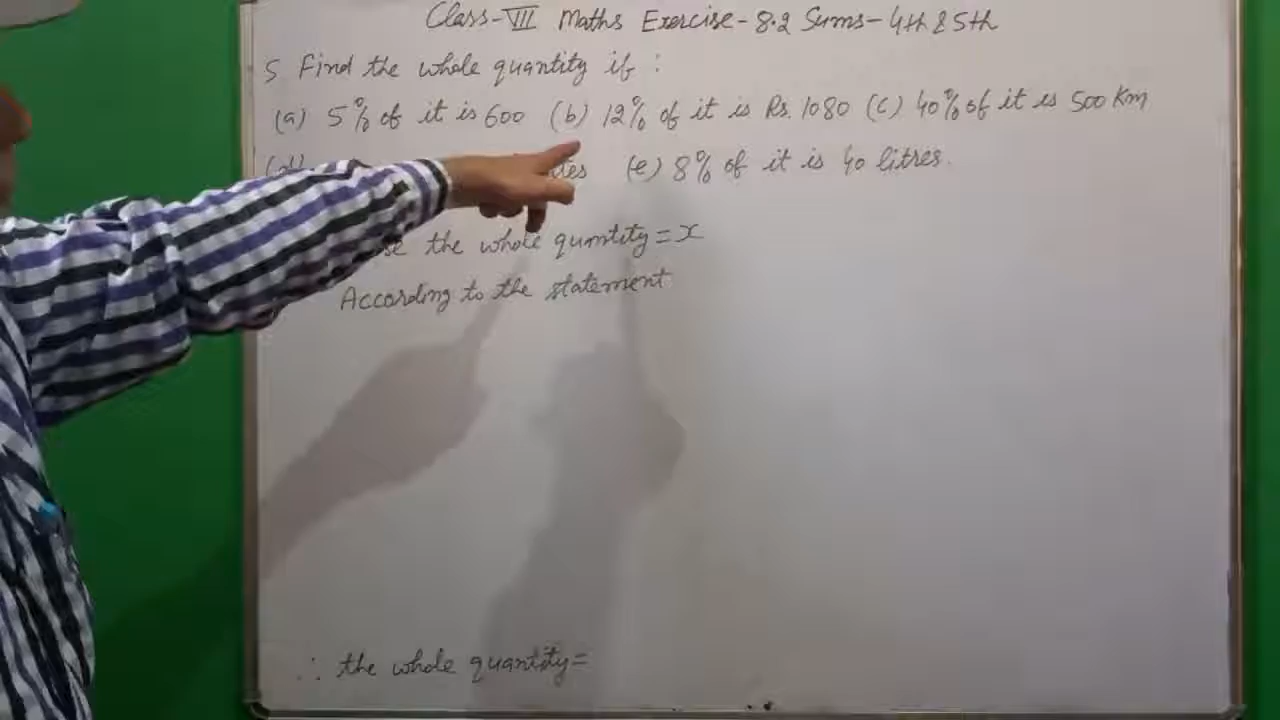 Class-VII Maths Exercise-8.2 Sums-4th & 5th
5 Find the whole quantity if :
(a) 5% of it is 600 (b) 12% of it is Rs. 1080 (c) 40% of it is 500 Km
(e) 8% of it is 40 litres.
the whole quantity = x
According to the statement
∴ the whole quantity =